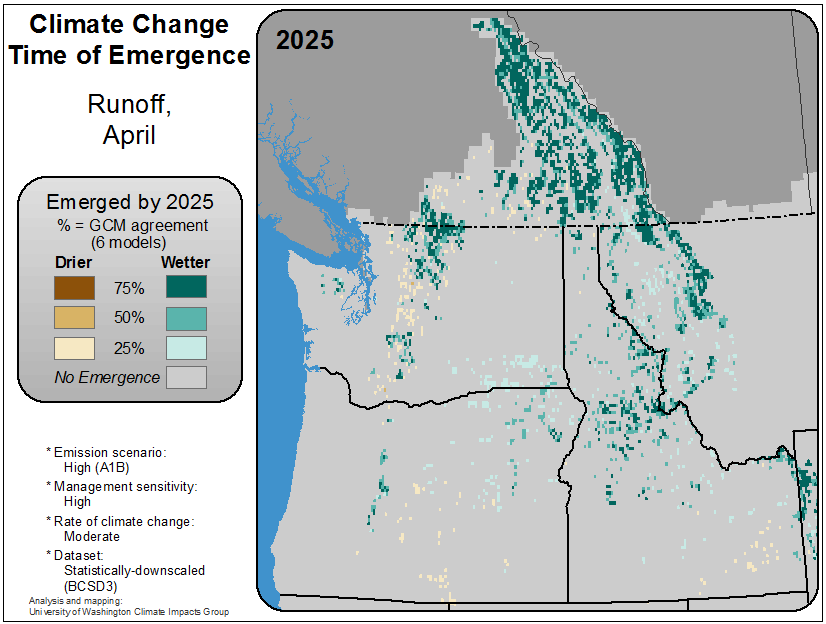 Climate Change
Time of Emergence
Runoff,
April
2025
Emerged by 2025
% = GCM agreement
(6 models)
Drier Wetter
75%
50%
25%
No Emergence
* Emission scenario:
High (A1B)
* Management sensitivity:
High
* Rate of climate change:
Moderate
* Dataset:
Statistically-downscaled
(BCSD3)
Analysis and mapping:
University of Washington Climate Impacts Group